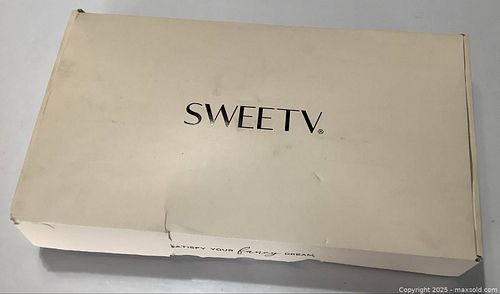 SWEETV®
SATISFY YOUR fancy DREAM
Copyright 2025 - maxsold.com